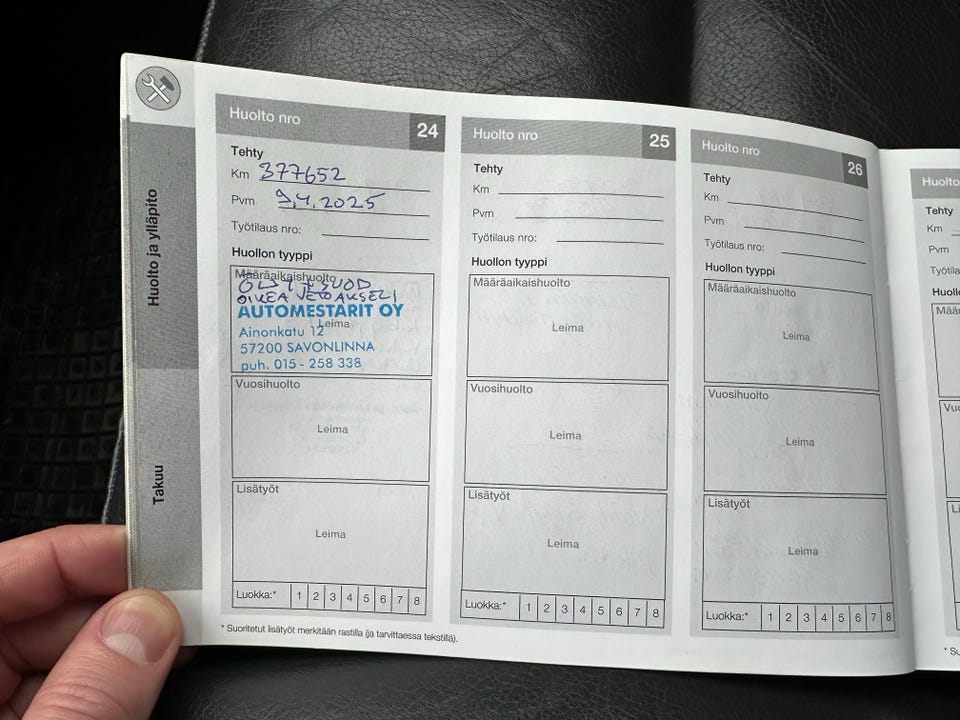 Huolto ja ylläpito
Takuu
Huolto nro 24
Tehty
Km 377652
Pvm 9.4.2025
Työtilaus nro:
Huollon tyyppi
Määräaikaishuolto
ÖLJY + SUOD
OIKEA VETOAKSELI
AUTOMESTARIT OY
Leima
Ainonkatu 12
57200 SAVONLINNA
puh. 015 - 258 338
Vuosihuolto
Leima
Lisätyöt
Leima
Luokka:* 1 2 3 4 5 6 7 8
* Suoritetut lisätyöt merkitään rastilla (ja tarvittaessa tekstillä).
Huolto nro 25
Tehty
Km
Pvm
Työtilaus nro:
Huollon tyyppi
Määräaikaishuolto
Leima
Vuosihuolto
Leima
Lisätyöt
Leima
Luokka:* 1 2 3 4 5 6 7 8
Huolto nro 26
Tehty
Km
Pvm
Työtilaus nro:
Huollon tyyppi
Määräaikaishuolto
Leima
Vuosihuolto
Leima
Lisätyöt
Leima
Luokka:* 1 2 3 4 5 6 7 8
Huolto
Tehty
Km
Pvm